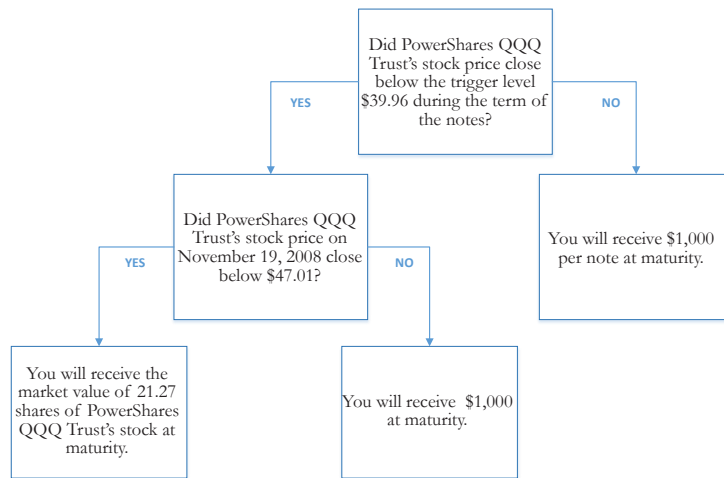 Did PowerShares QQQ
Trust's stock price close
below the trigger level
$39.96 during the term of
the notes?
YES
NO
Did PowerShares QQQ
Trust's stock price on
November 19, 2008 close
below $47.01?
You will receive $1,000
per note at maturity.
YES
NO
You will receive the
market value of 21.27
shares of PowerShares
QQQ Trust's stock at
maturity.
You will receive $1,000
at maturity.